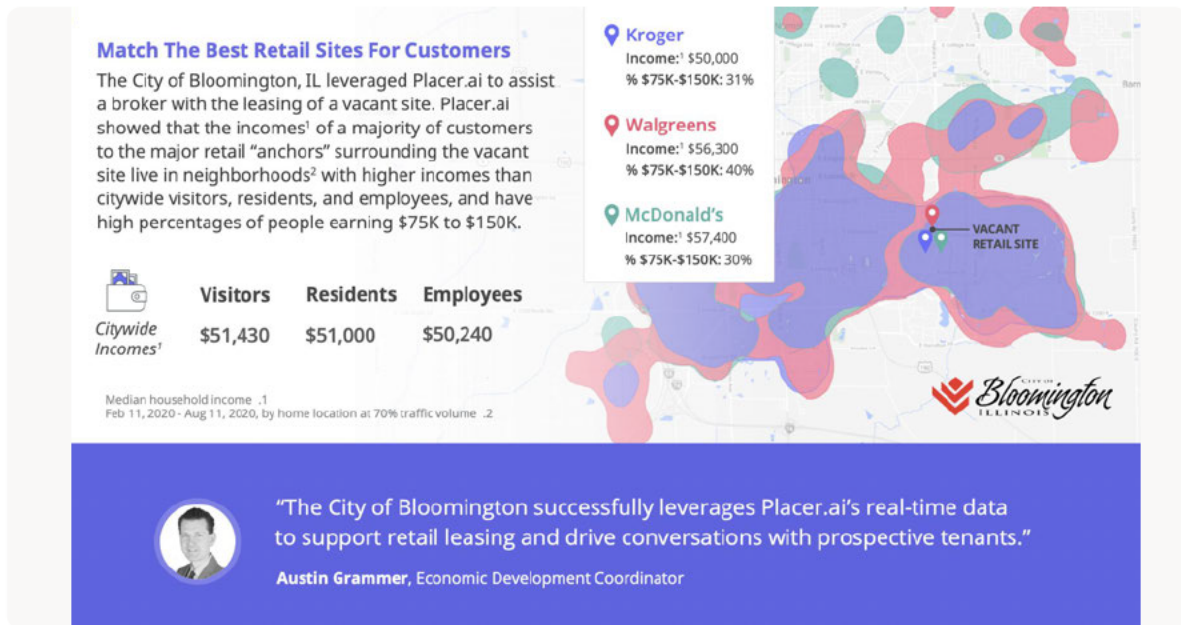 Match The Best Retail Sites For Customers
The City of Bloomington, IL leveraged Placer.ai to assist
a broker with the leasing of a vacant site. Placer.ai
showed that the incomes¹ of a majority of customers
to the major retail “anchors” surrounding the vacant
site live in neighborhoods² with higher incomes than
citywide visitors, residents, and employees, and have
high percentages of people earning $75K to $150K.
Citywide
Incomes¹
Visitors Residents Employees
$51,430 $51,000 $50,240
Median household income .1
Feb 11, 2020 - Aug 11, 2020, by home location at 70% traffic volume .2
Kroger
Income:¹ $50,000
% $75K-$150K: 31%
Walgreens
Income:¹ $56,300
% $75K-$150K: 40%
McDonald’s
Income:¹ $57,400
% $75K-$150K: 30%
VACANT
RETAIL SITE
CITY OF
Bloomington
ILLINOIS
“The City of Bloomington successfully leverages Placer.ai’s real-time data
to support retail leasing and drive conversations with prospective tenants.”
Austin Grammer, Economic Development Coordinator